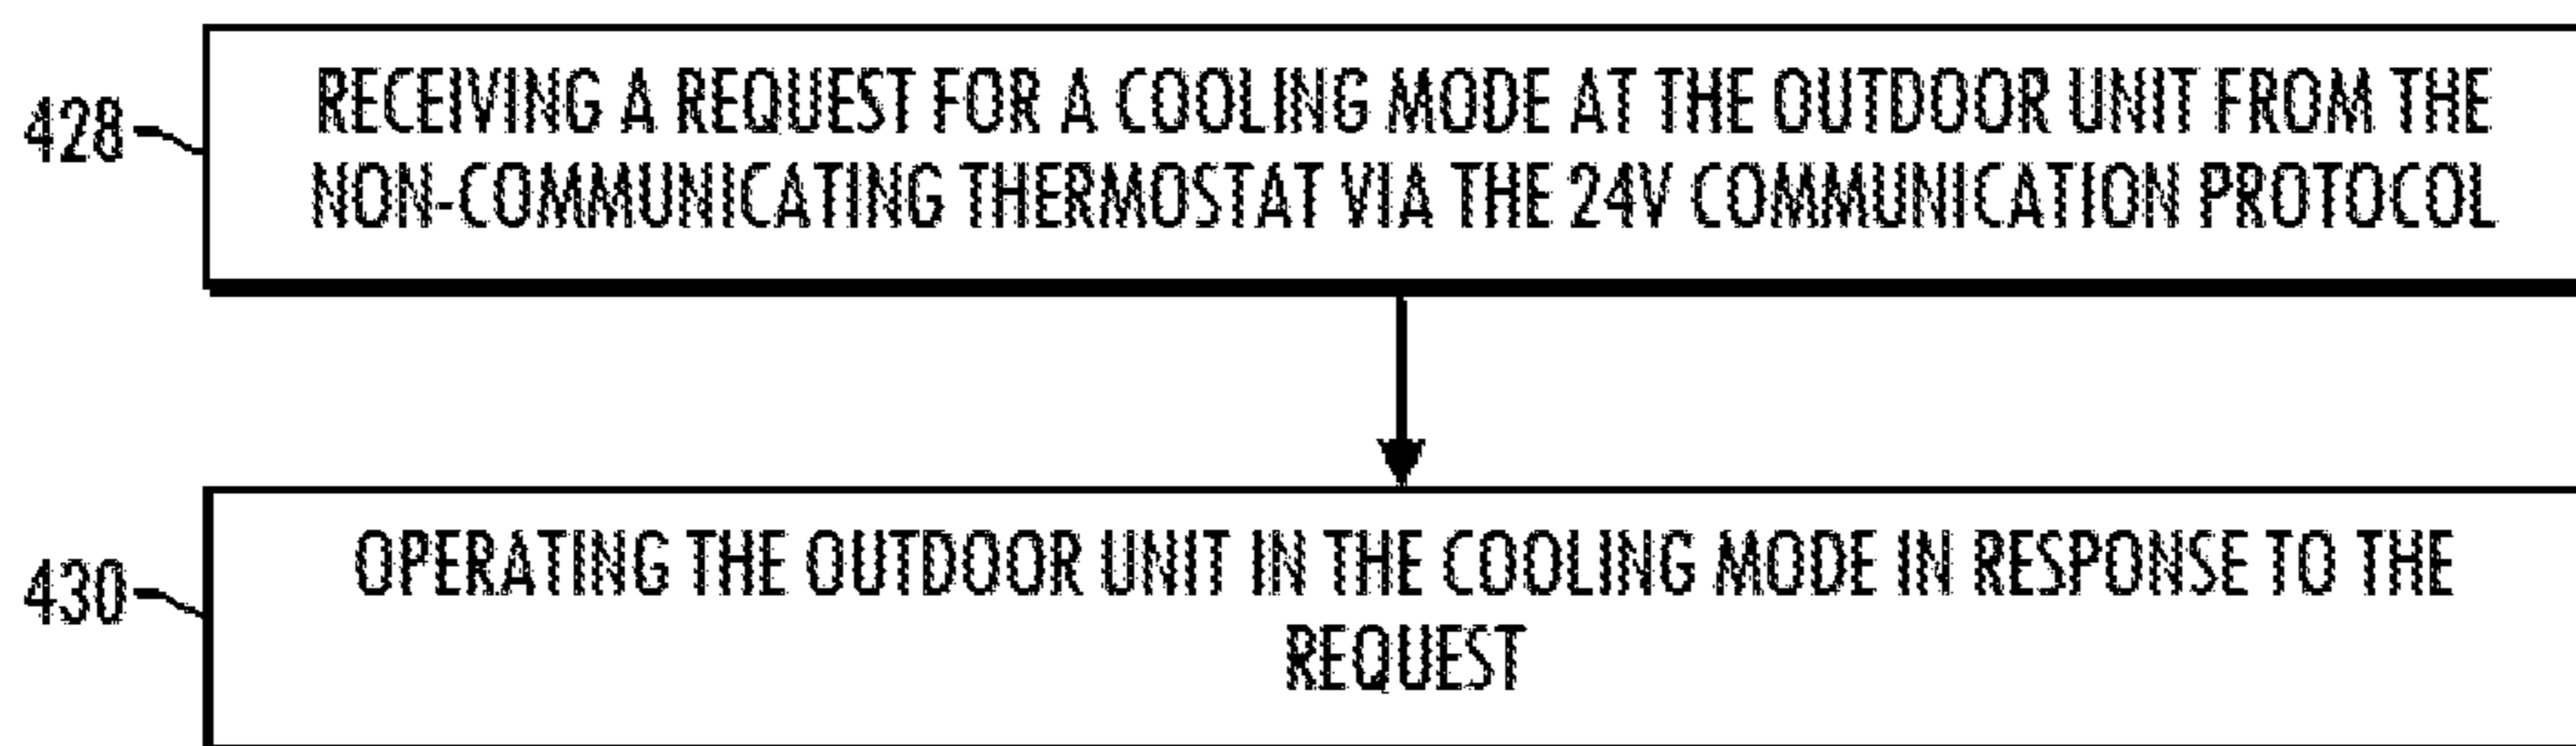 428
RECEIVING A REQUEST FOR A COOLING MODE AT THE OUTDOOR UNIT FROM THE
NON-COMMUNICATING THERMOSTAT VIA THE 24V COMMUNICATION PROTOCOL
430
OPERATING THE OUTDOOR UNIT IN THE COOLING MODE IN RESPONSE TO THE
REQUEST